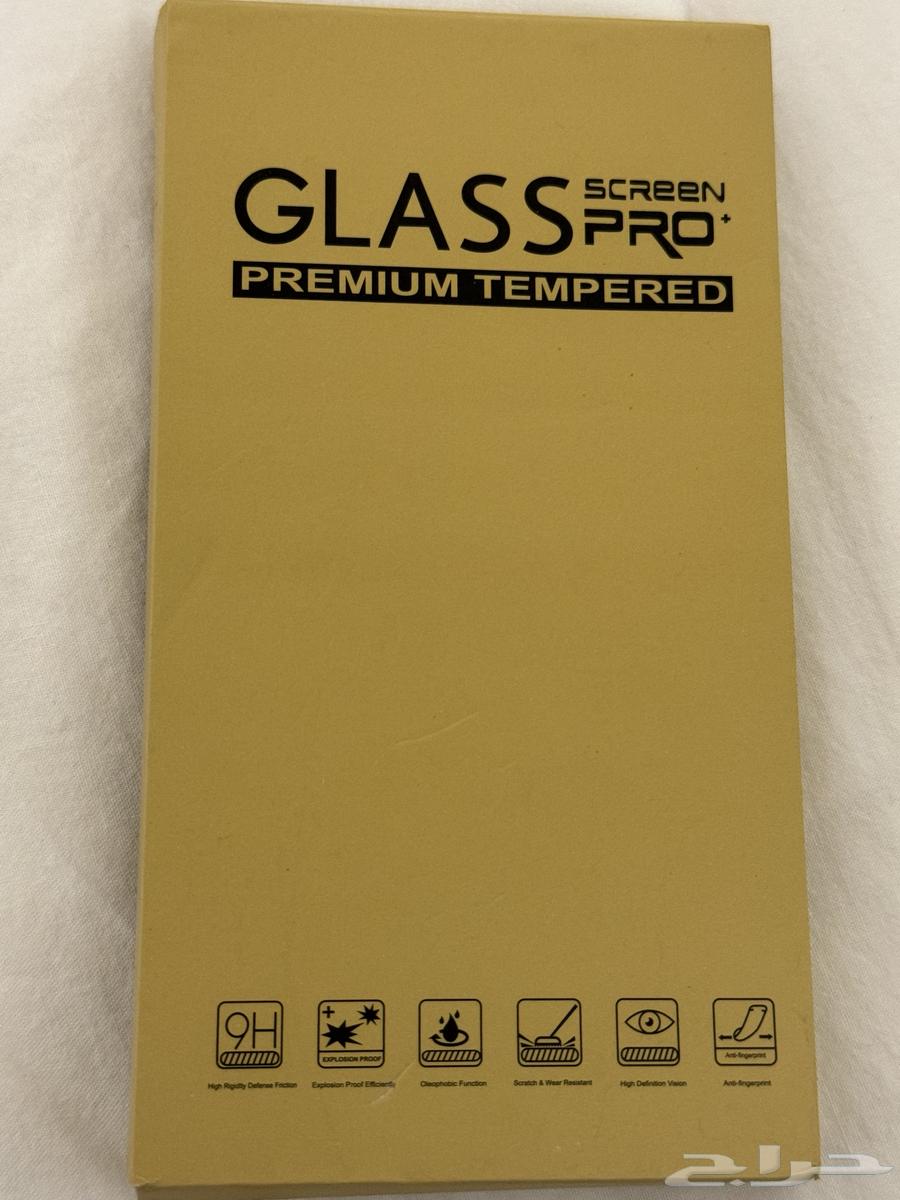 GLASS SCREEN PRO+
PREMIUM TEMPERED
9H
EXPLOSION PROOF
Anti-fingerprint
High Rigidity Defense Friction
Explosion Proof Efficiently
Oleophobic Function
Scratch & Wear Resistant
High Definition Vision
Anti-fingerprint
حراج